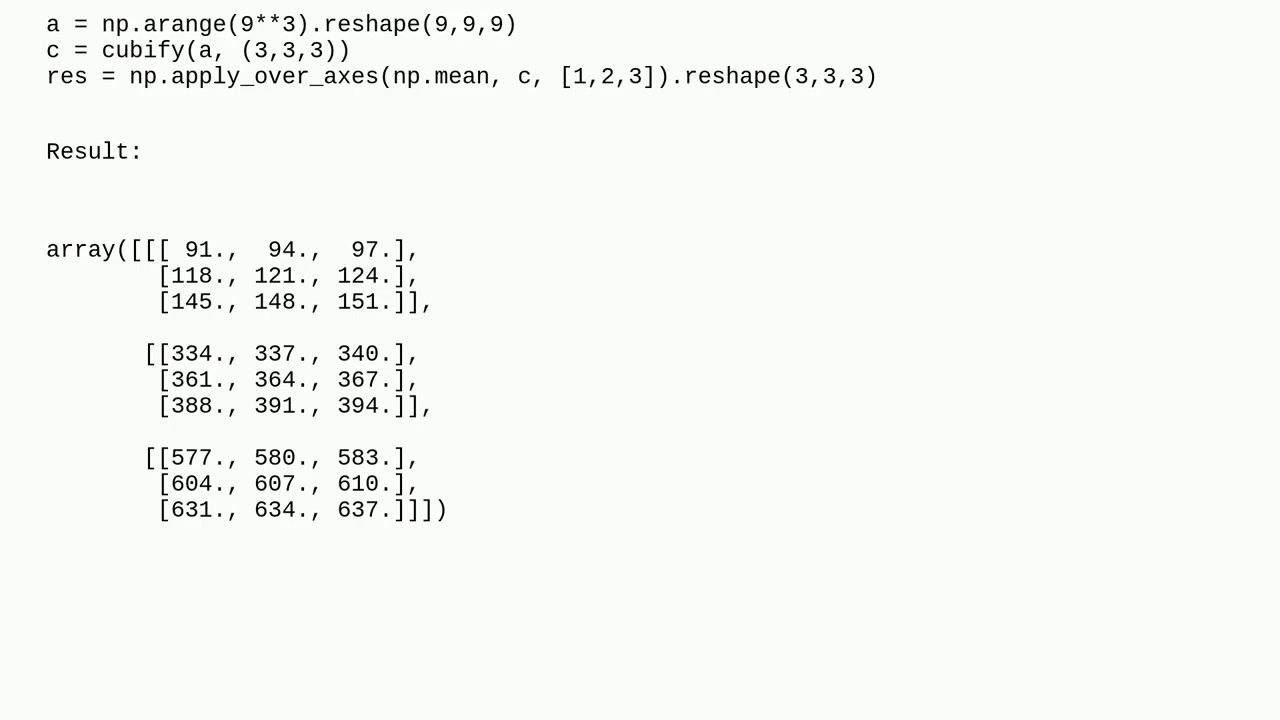 a = np.arange(9**3).reshape(9,9,9)
c = cubify(a, (3,3,3))
res = np.apply_over_axes(np.mean, c, [1,2,3]).reshape(3,3,3)
Result:
array([[[ 91.,  94.,  97.],
        [118., 121., 124.],
        [145., 148., 151.]],
       [[334., 337., 340.],
        [361., 364., 367.],
        [388., 391., 394.]],
       [[577., 580., 583.],
        [604., 607., 610.],
        [631., 634., 637.]]])